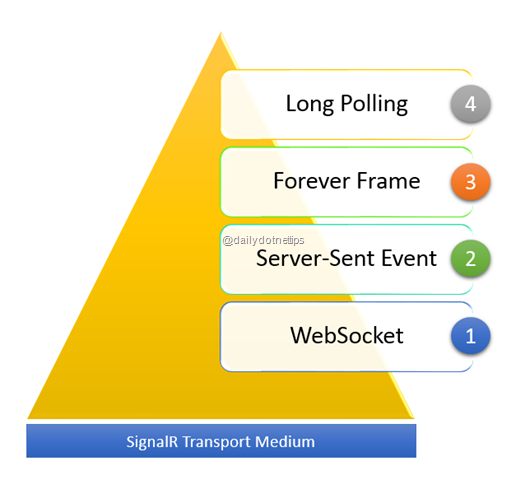 Long Polling 4
Forever Frame 3
@dailydotnettips
Server-Sent Event 2
WebSocket 1
SignalR Transport Medium